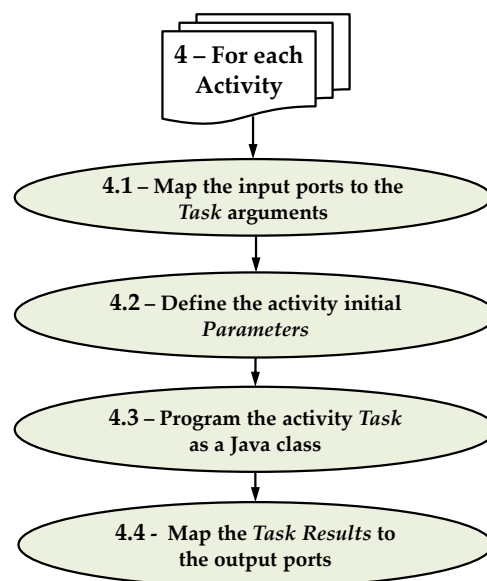 4 – For each
Activity
4.1 – Map the input ports to the
Task arguments
4.2 – Define the activity initial
Parameters
4.3 – Program the activity Task
as a Java class
4.4 - Map the Task Results to
the output ports